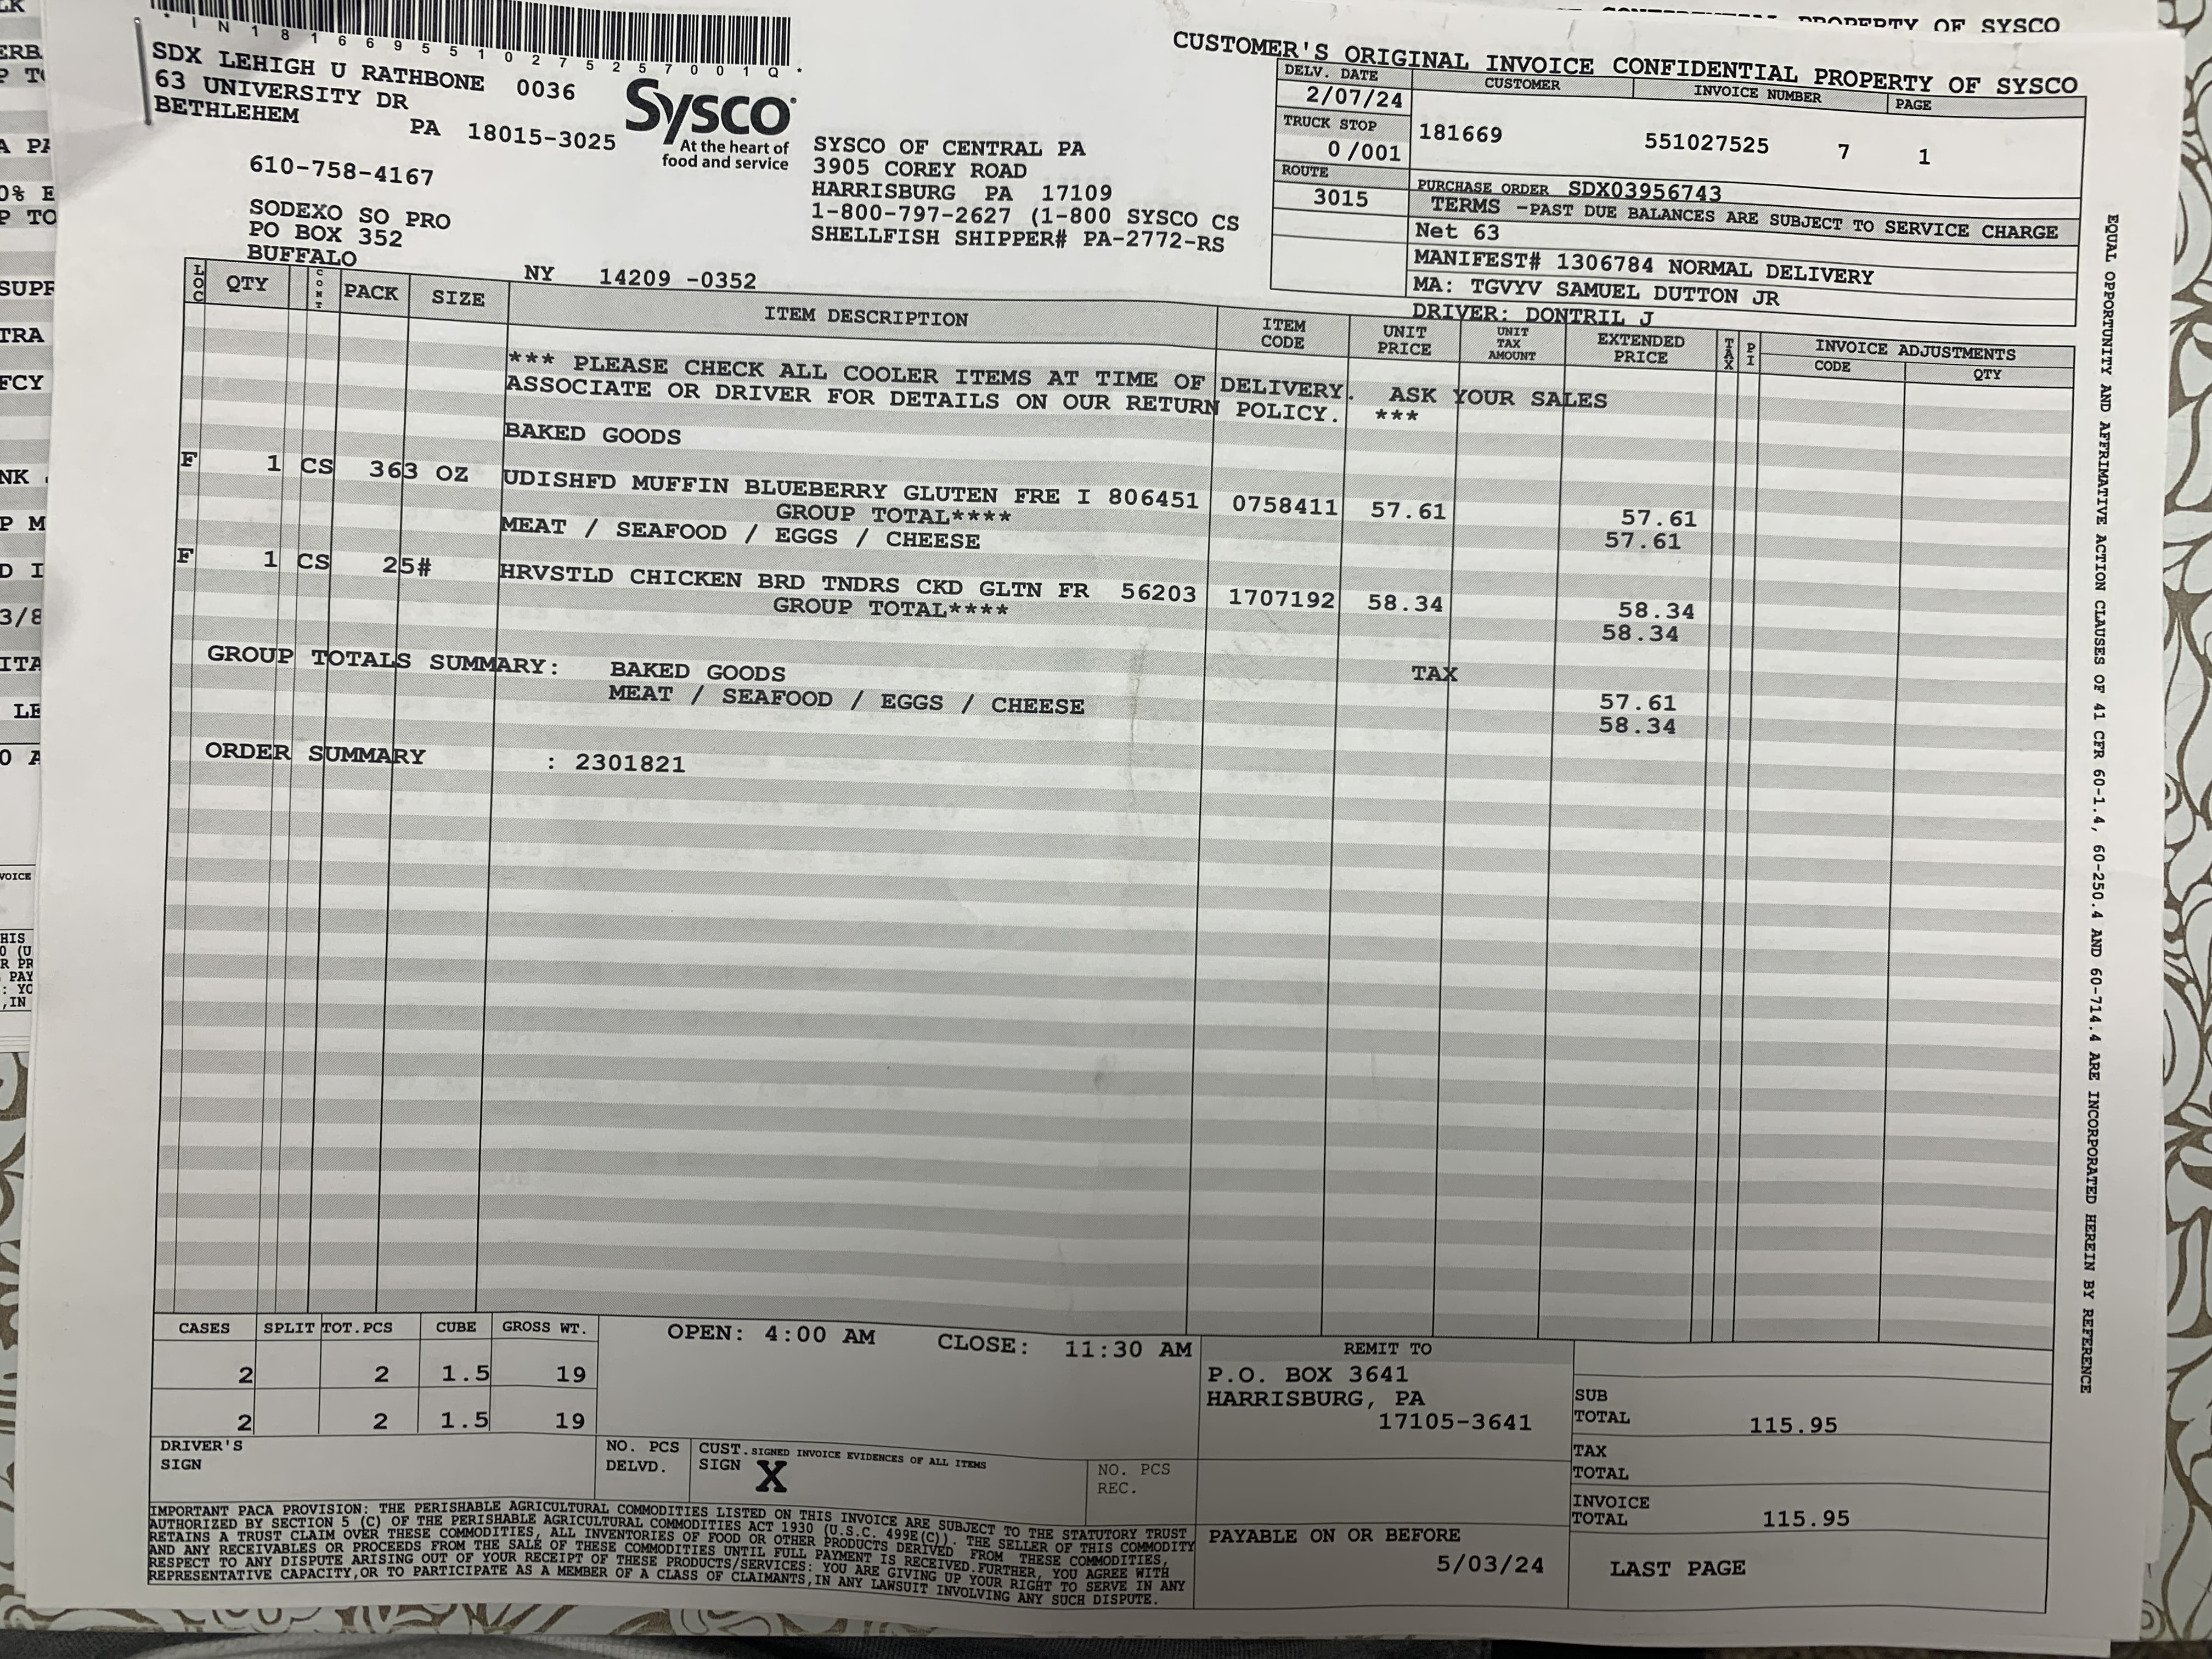 PROPERTY OF SYSCO
CUSTOMER'S ORIGINAL INVOICE CONFIDENTIAL PROPERTY OF SYSCO
* I N 1 8 1 6 6 9 5 5 1 0 2 7 5 2 5 7 0 0 1 Q *
SDX LEHIGH U RATHBONE 0036
63 UNIVERSITY DR
BETHLEHEM
PA 18015-3025
610-758-4167
SODEXO SO PRO
PO BOX 352
BUFFALO
NY 14209 -0352
Sysco
At the heart of
food and service
SYSCO OF CENTRAL PA
3905 COREY ROAD
HARRISBURG PA 17109
1-800-797-2627 (1-800 SYSCO CS
SHELLFISH SHIPPER# PA-2772-RS
DELV. DATE CUSTOMER INVOICE NUMBER PAGE
2/07/24
TRUCK STOP
181669 551027525 7 1
0 /001
ROUTE
PURCHASE ORDER SDX03956743
3015
TERMS -PAST DUE BALANCES ARE SUBJECT TO SERVICE CHARGE
Net 63
MANIFEST# 1306784 NORMAL DELIVERY
MA: TGVYV SAMUEL DUTTON JR
DRIVER: DONTRIL J
LOC QTY CONT PACK SIZE ITEM DESCRIPTION ITEM CODE UNIT PRICE UNIT TAX AMOUNT EXTENDED PRICE TAX PI INVOICE ADJUSTMENTS
CODE QTY
*** PLEASE CHECK ALL COOLER ITEMS AT TIME OF DELIVERY. ASK YOUR SALES
ASSOCIATE OR DRIVER FOR DETAILS ON OUR RETURN POLICY. ***
BAKED GOODS
F 1 CS 363 OZ UDISHFD MUFFIN BLUEBERRY GLUTEN FRE I 806451 0758411 57.61 57.61
GROUP TOTAL**** 57.61
MEAT / SEAFOOD / EGGS / CHEESE
F 1 CS 25# HRVSTLD CHICKEN BRD TNDRS CKD GLTN FR 56203 1707192 58.34 58.34
GROUP TOTAL**** 58.34
GROUP TOTALS SUMMARY: BAKED GOODS TAX 57.61
MEAT / SEAFOOD / EGGS / CHEESE 58.34
ORDER SUMMARY : 2301821
EQUAL OPPORTUNITY AND AFFRIMATIVE ACTION CLAUSES OF 41 CFR 60-1.4, 60-250.4 AND 60-714.4 ARE INCORPORATED HEREIN BY REFERENCE
CASES SPLIT TOT.PCS CUBE GROSS WT.
2 2 1.5 19
2 2 1.5 19
OPEN: 4:00 AM CLOSE: 11:30 AM
REMIT TO
P.O. BOX 3641
HARRISBURG, PA
17105-3641
SUB
TOTAL 115.95
TAX
TOTAL
INVOICE
TOTAL 115.95
DRIVER'S
SIGN
NO. PCS
DELVD.
CUST. SIGNED INVOICE EVIDENCES OF ALL ITEMS
SIGN X
NO. PCS
REC.
IMPORTANT PACA PROVISION: THE PERISHABLE AGRICULTURAL COMMODITIES LISTED ON THIS INVOICE ARE SUBJECT TO THE STATUTORY TRUST
AUTHORIZED BY SECTION 5 (C) OF THE PERISHABLE AGRICULTURAL COMMODITIES ACT 1930 (U.S.C. 499E(C)). THE SELLER OF THIS COMMODITY
RETAINS A TRUST CLAIM OVER THESE COMMODITIES, ALL INVENTORIES OF FOOD OR OTHER PRODUCTS DERIVED FROM THESE COMMODITIES,
AND ANY RECEIVABLES OR PROCEEDS FROM THE SALE OF THESE COMMODITIES UNTIL FULL PAYMENT IS RECEIVED.FURTHER, YOU AGREE WITH
RESPECT TO ANY DISPUTE ARISING OUT OF YOUR RECEIPT OF THESE PRODUCTS/SERVICES: YOU ARE GIVING UP YOUR RIGHT TO SERVE IN ANY
REPRESENTATIVE CAPACITY,OR TO PARTICIPATE AS A MEMBER OF A CLASS OF CLAIMANTS,IN ANY LAWSUIT INVOLVING ANY SUCH DISPUTE.
PAYABLE ON OR BEFORE
5/03/24
LAST PAGE